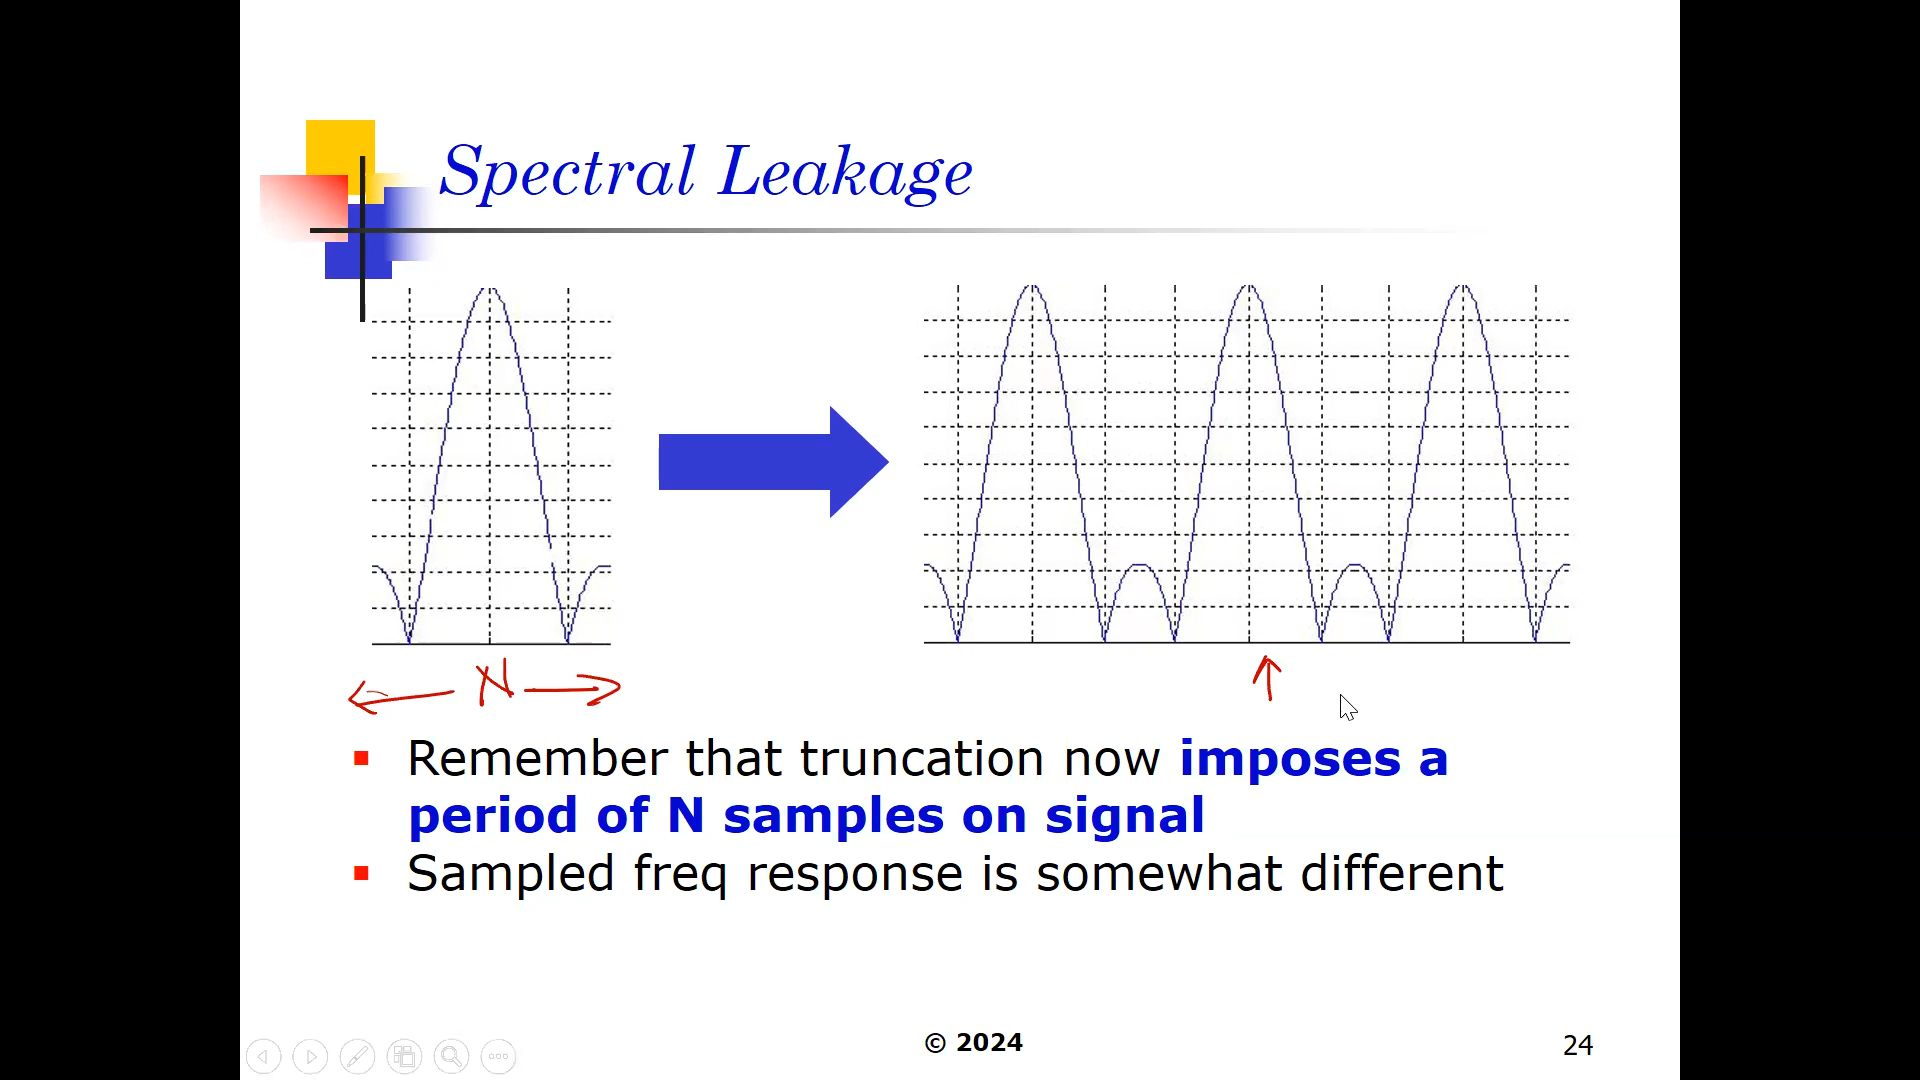 Spectral Leakage
N
Remember that truncation now imposes a
period of N samples on signal
Sampled freq response is somewhat different
© 2024
24